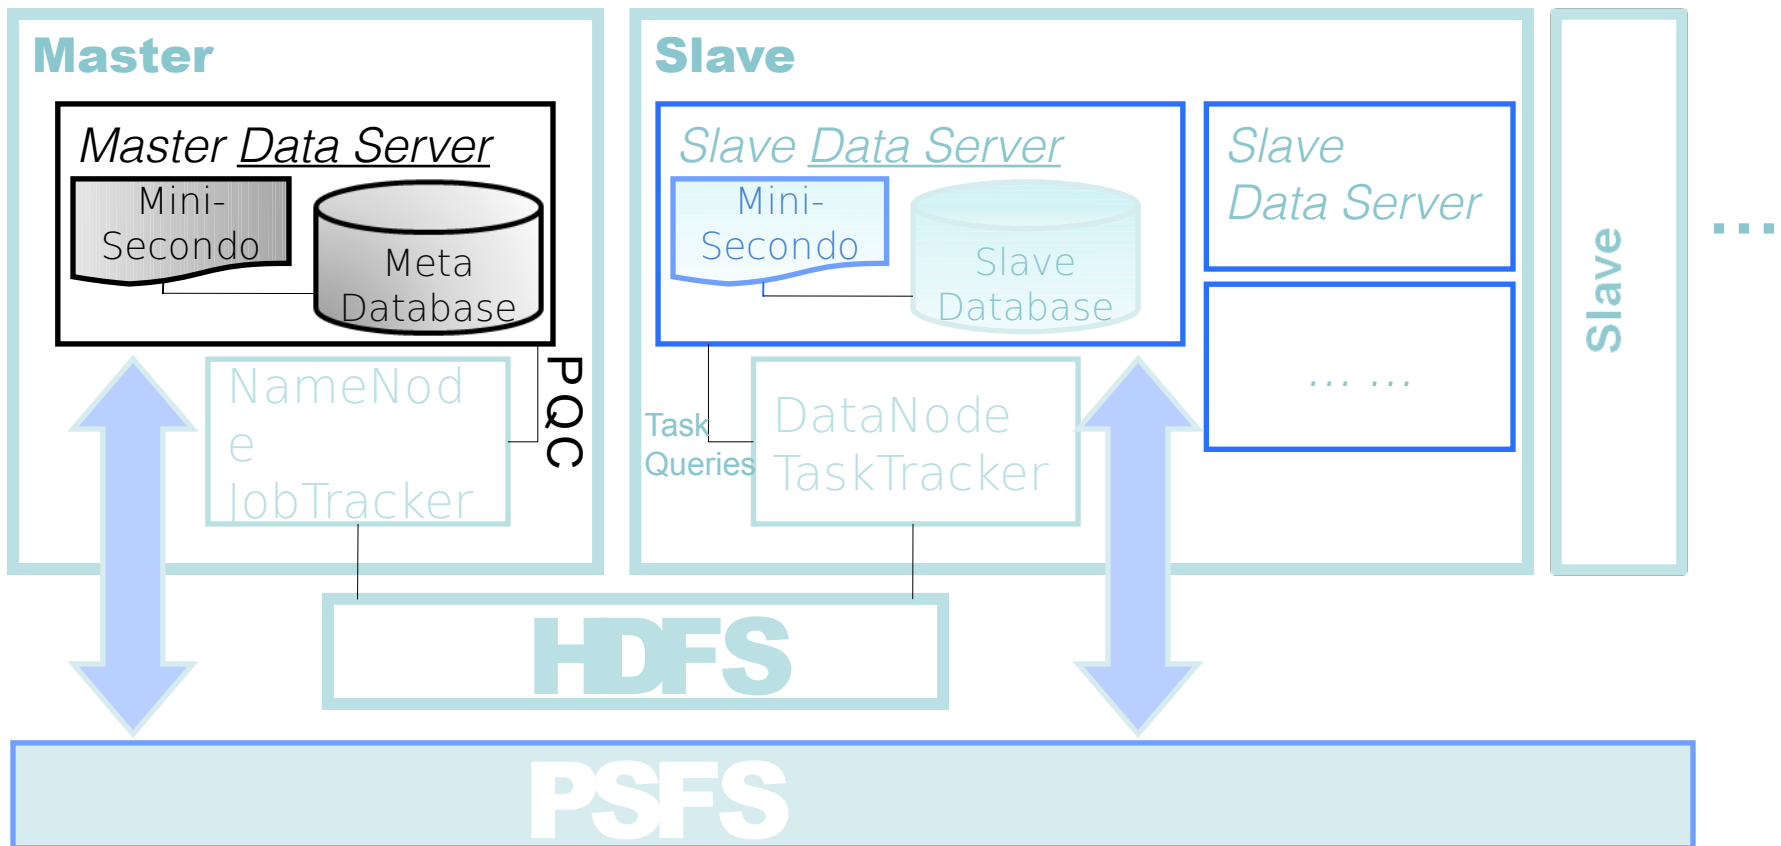 Master
Master Data Server
Mini-
Secondo
Meta
Database
NameNod
e
JobTracker
PQC
Slave
Slave Data Server
Mini-
Secondo
Slave
Database
Task
Queries
DataNode
TaskTracker
Slave
Data Server
... ...
Slave
...
HDFS
PSFS